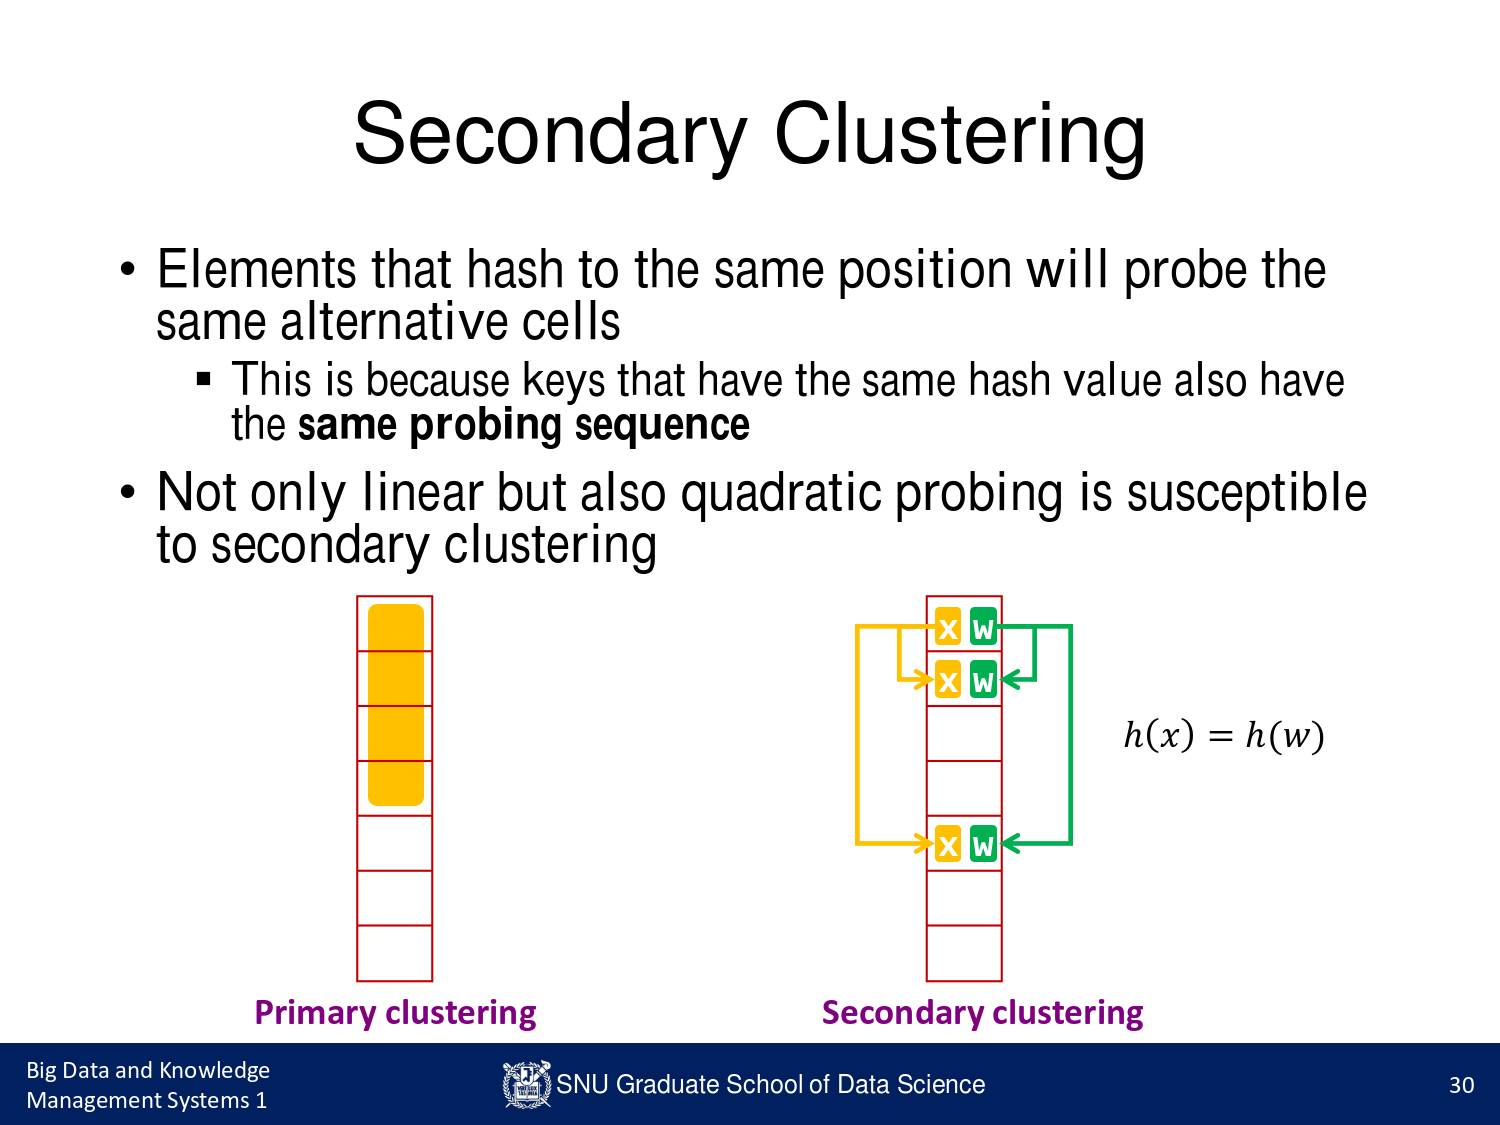 Secondary Clustering
• Elements that hash to the same position will probe the
same alternative cells
▪ This is because keys that have the same hash value also have
the same probing sequence
• Not only linear but also quadratic probing is susceptible
to secondary clustering
x w
x w
h(x) = h(w)
x w
Primary clustering
Secondary clustering
Big Data and Knowledge
Management Systems 1
SNU Graduate School of Data Science
30